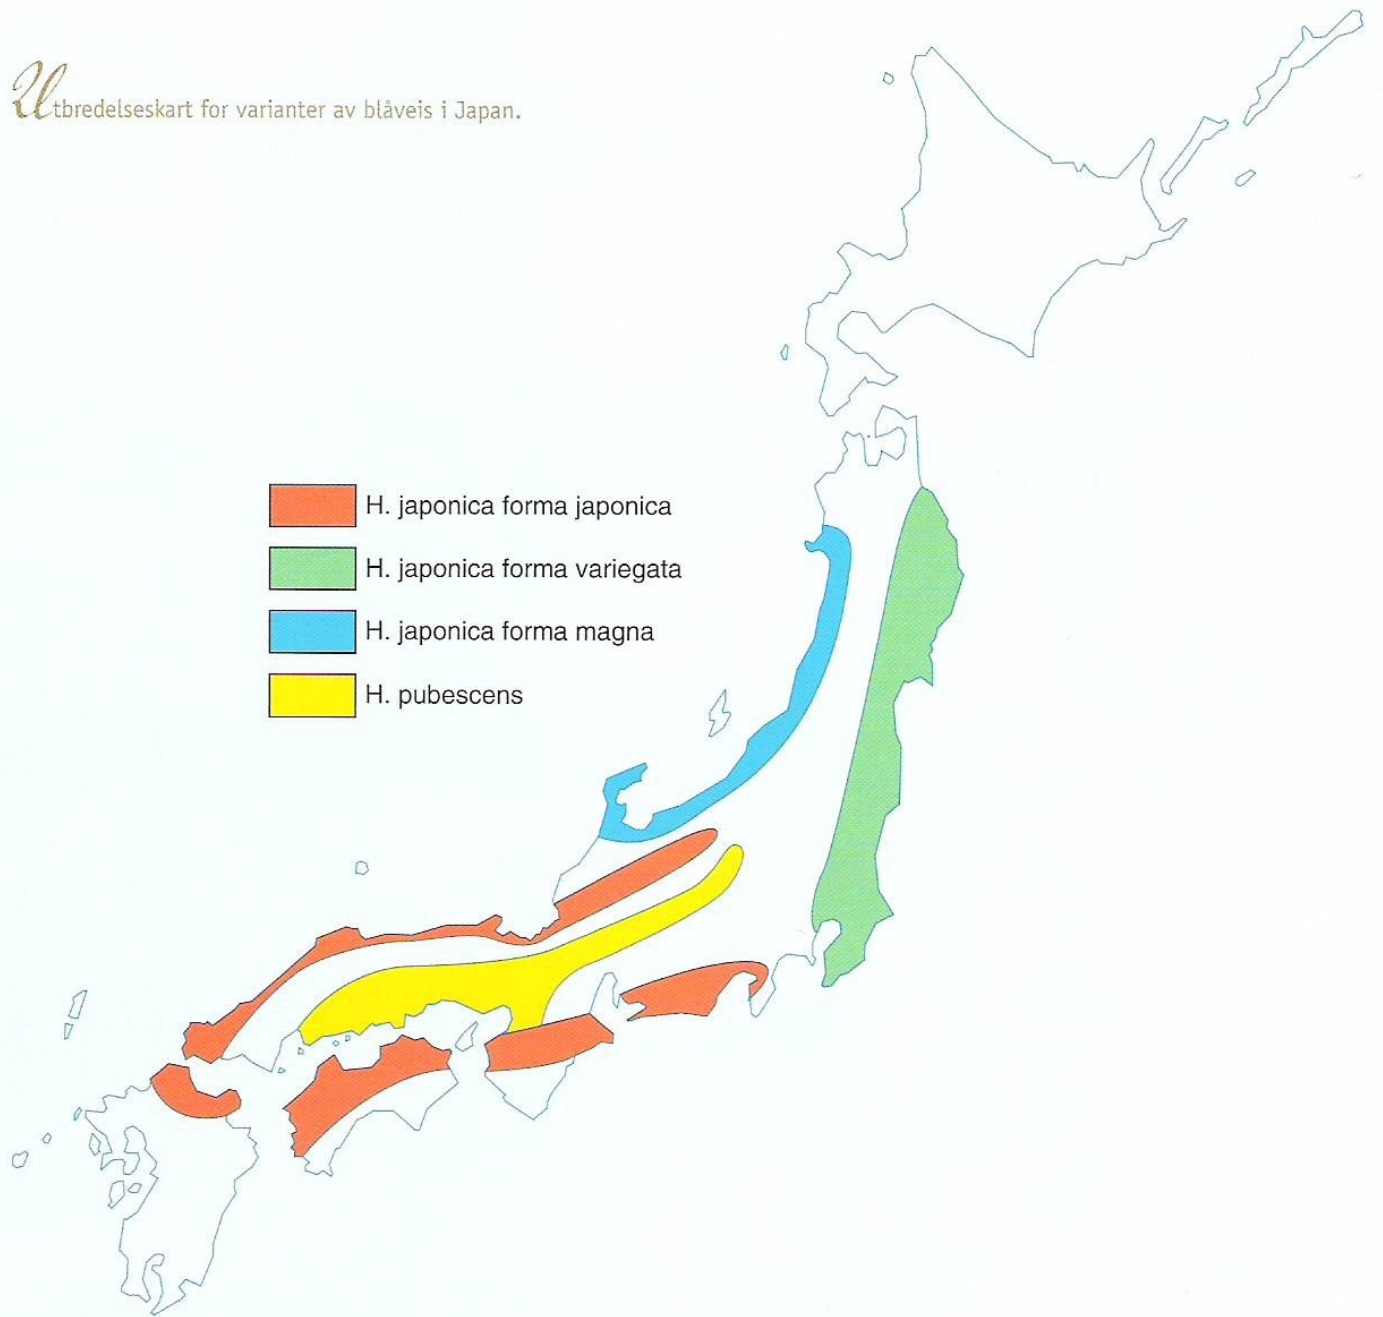 Utbredelseskart for varianter av blåveis i Japan.
H. japonica forma japonica
H. japonica forma variegata
H. japonica forma magna
H. pubescens